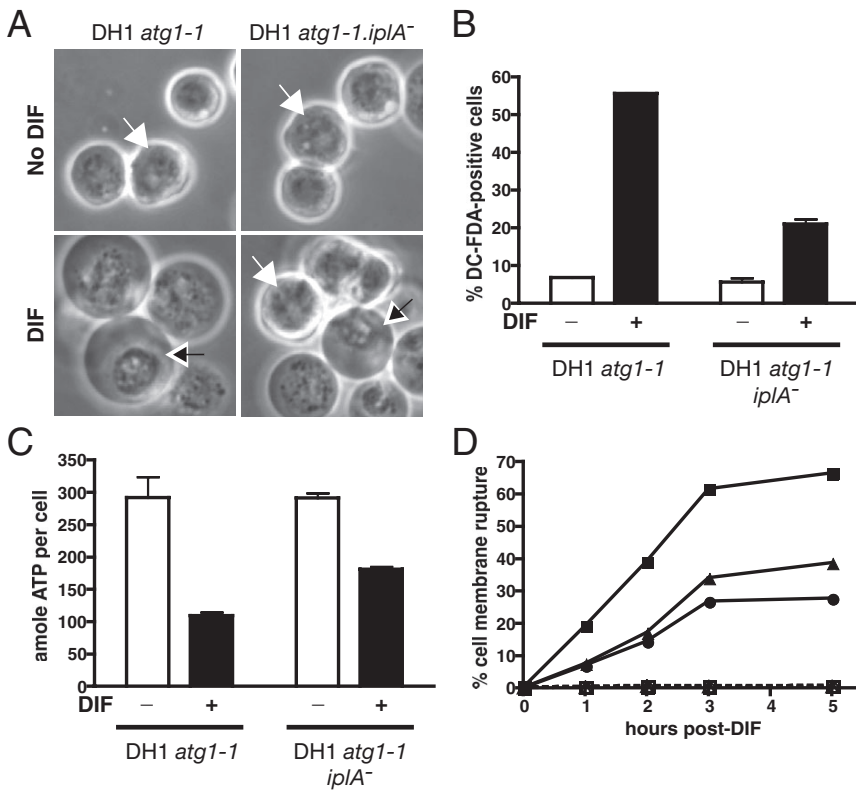 A
DH1 atg1-1
DH1 atg1-1.iplA⁻
No DIF
DIF
B
% DC-FDA-positive cells
60
50
40
30
20
10
0
DIF – + – +
DH1 atg1-1
DH1 atg1-1
iplA⁻
C
amole ATP per cell
350
300
250
200
150
100
50
0
DIF – + – +
DH1 atg1-1
DH1 atg1-1
iplA⁻
D
% cell membrane rupture
70
60
50
40
30
20
10
0
0 1 2 3 4 5
hours post-DIF